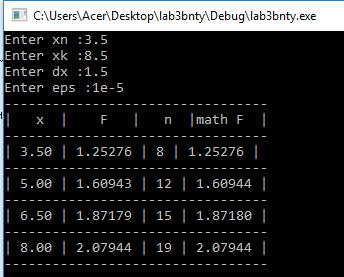 C:\Users\Acer\Desktop\lab3bnty\Debug\lab3bnty.exe
Enter xn :3.5
Enter xk :8.5
Enter dx :1.5
Enter eps :1e-5
---------------------------------
|   x   |    F    |   n  |math F   |
---------------------------------
| 3.50 | 1.25276 | 8 | 1.25276 |
---------------------------------
| 5.00 | 1.60943 | 12 | 1.60944 |
---------------------------------
| 6.50 | 1.87179 | 15 | 1.87180 |
---------------------------------
| 8.00 | 2.07944 | 19 | 2.07944 |
---------------------------------